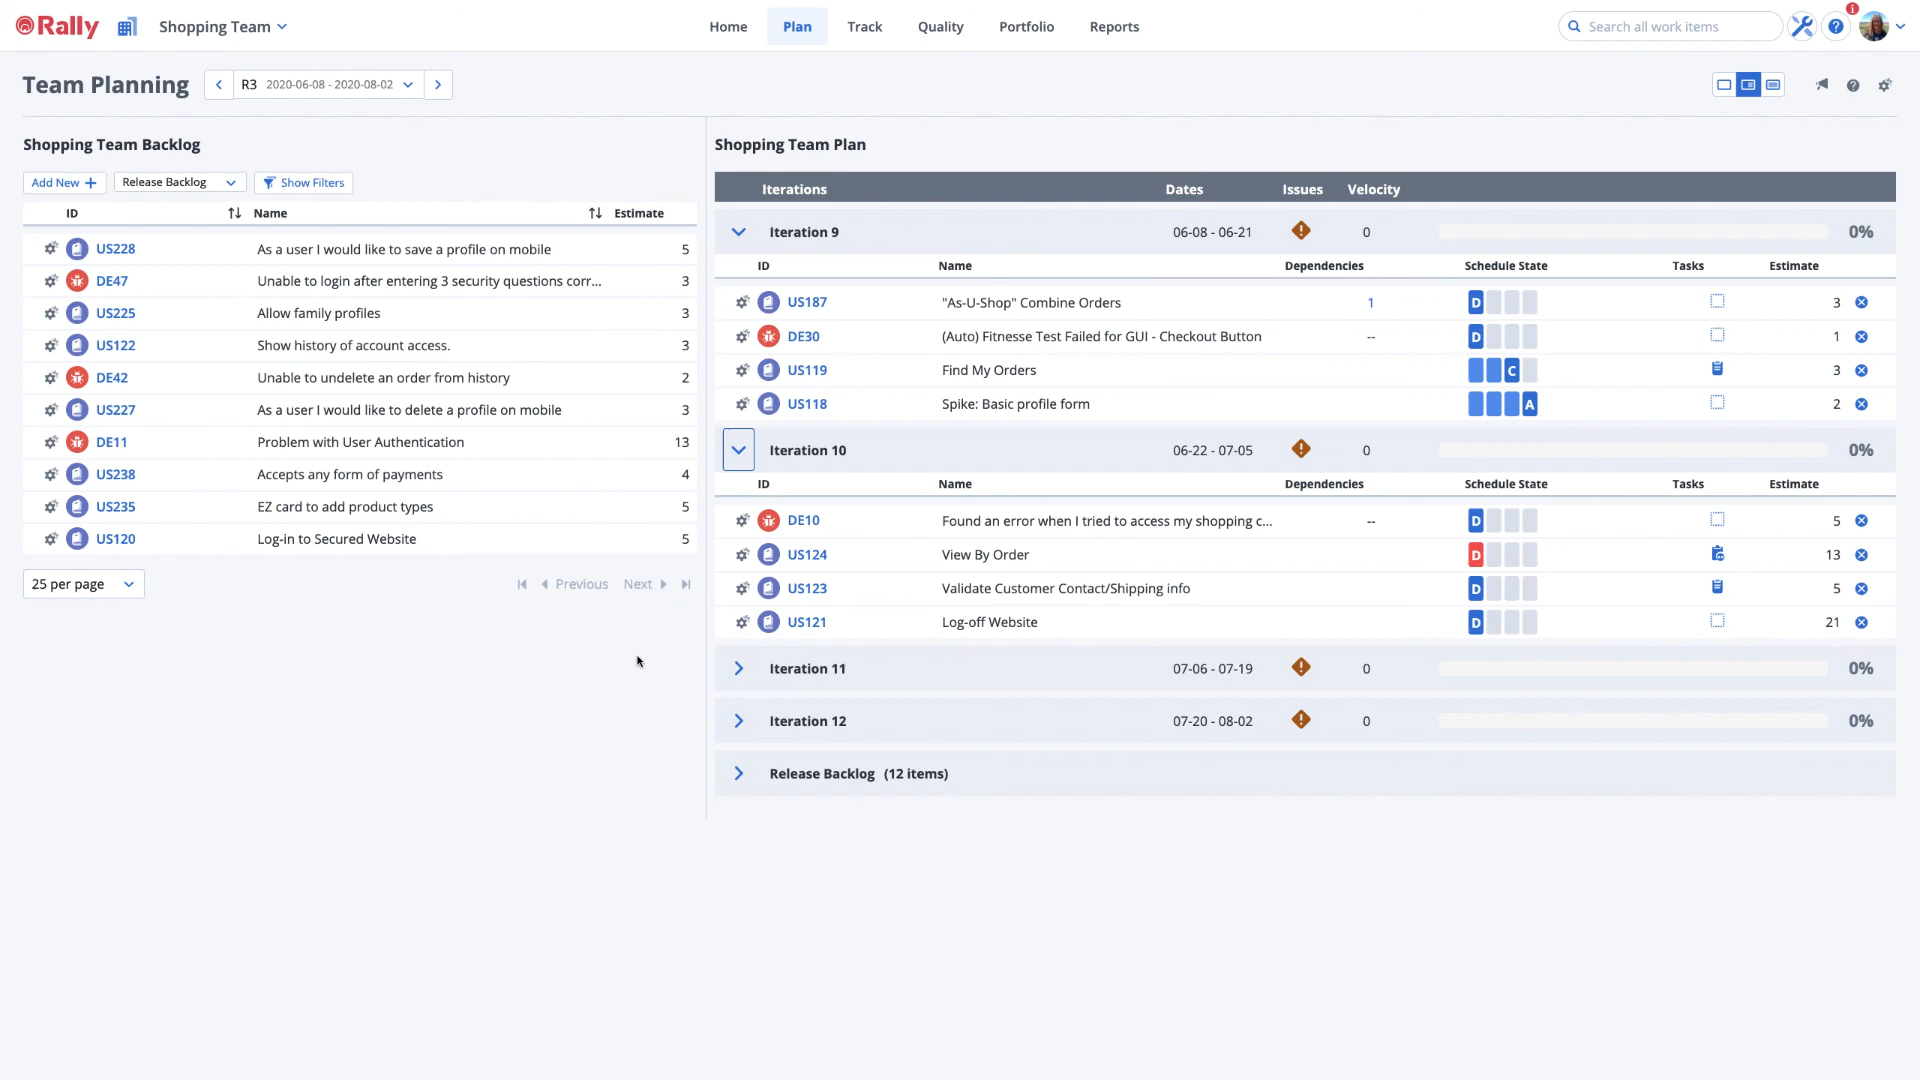 Rally
Shopping Team
Home Plan Track Quality Portfolio Reports
Search all work items
Team Planning
R3 2020-06-08 - 2020-08-02
Shopping Team Backlog
Add New
Release Backlog
Show Filters
ID Name Estimate
US228 As a user I would like to save a profile on mobile 5
DE47 Unable to login after entering 3 security questions corr... 3
US225 Allow family profiles 3
US122 Show history of account access. 3
DE42 Unable to undelete an order from history 2
US227 As a user I would like to delete a profile on mobile 3
DE11 Problem with User Authentication 13
US238 Accepts any form of payments 4
US235 EZ card to add product types 5
US120 Log-in to Secured Website 5
25 per page
Previous Next
Shopping Team Plan
Iterations Dates Issues Velocity
Iteration 9 06-08 - 06-21 0 0%
ID Name Dependencies Schedule State Tasks Estimate
US187 "As-U-Shop" Combine Orders 1 D 3
DE30 (Auto) Fitnesse Test Failed for GUI - Checkout Button -- D 1
US119 Find My Orders C 3
US118 Spike: Basic profile form A 2
Iteration 10 06-22 - 07-05 0 0%
ID Name Dependencies Schedule State Tasks Estimate
DE10 Found an error when I tried to access my shopping c... -- D 5
US124 View By Order D 13
US123 Validate Customer Contact/Shipping info D 5
US121 Log-off Website D 21
Iteration 11 07-06 - 07-19 0 0%
Iteration 12 07-20 - 08-02 0 0%
Release Backlog (12 items)